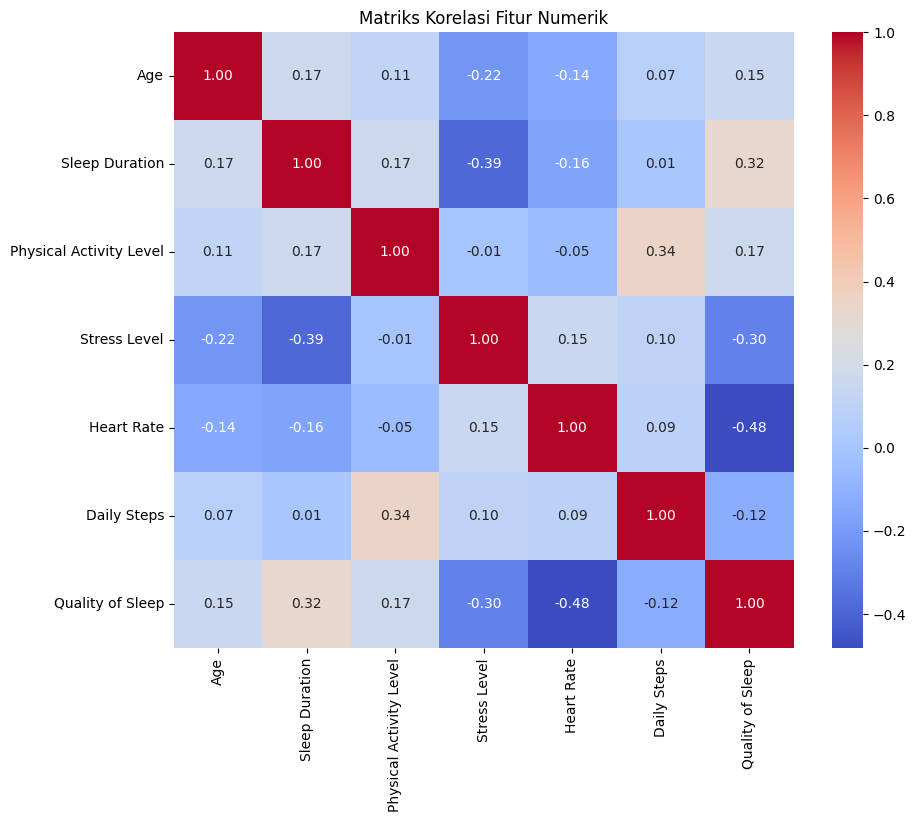 Matriks Korelasi Fitur Numerik
Age 1.00 0.17 0.11 -0.22 -0.14 0.07 0.15
Sleep Duration 0.17 1.00 0.17 -0.39 -0.16 0.01 0.32
Physical Activity Level 0.11 0.17 1.00 -0.01 -0.05 0.34 0.17
Stress Level -0.22 -0.39 -0.01 1.00 0.15 0.10 -0.30
Heart Rate -0.14 -0.16 -0.05 0.15 1.00 0.09 -0.48
Daily Steps 0.07 0.01 0.34 0.10 0.09 1.00 -0.12
Quality of Sleep 0.15 0.32 0.17 -0.30 -0.48 -0.12 1.00
Age
Sleep Duration
Physical Activity Level
Stress Level
Heart Rate
Daily Steps
Quality of Sleep
1.0
0.8
0.6
0.4
0.2
0.0
−0.2
−0.4